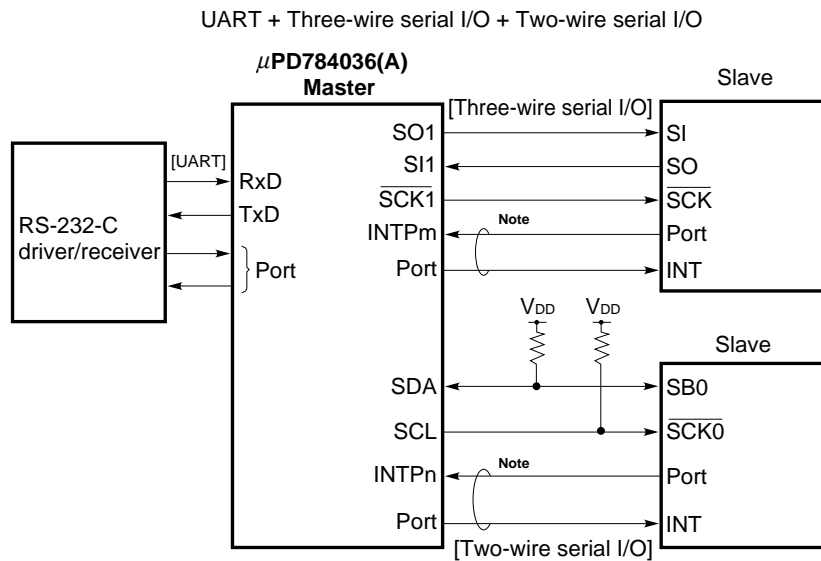 UART + Three-wire serial I/O + Two-wire serial I/O
μPD784036(A)
Master
Slave
[Three-wire serial I/O]
SO1
SI
SI1
SO
[UART]
RxD
SCK1
SCK
TxD
Note
RS-232-C
driver/receiver
INTPm
Port
Port
Port
INT
VDD
VDD
Slave
SDA
SB0
SCL
SCK0
Note
INTPn
Port
Port
INT
[Two-wire serial I/O]